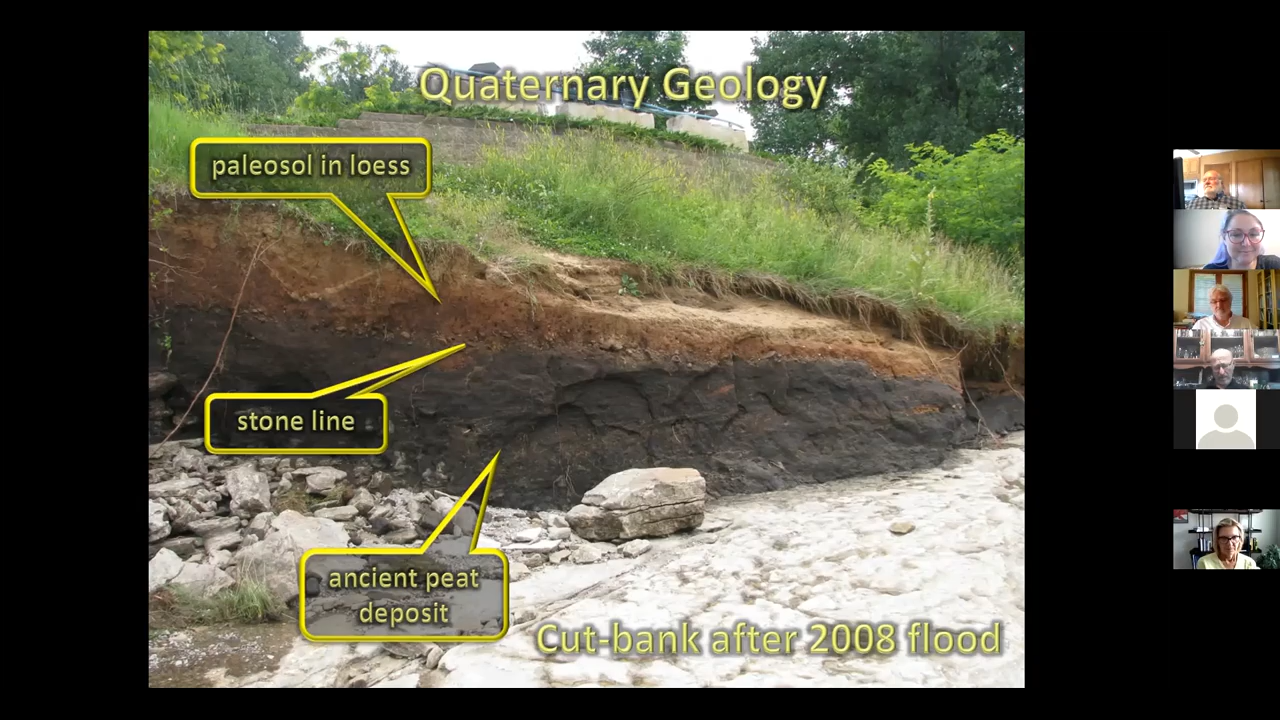 Quaternary Geology
paleosol in loess
stone line
ancient peat
deposit
Cut-bank after 2008 flood